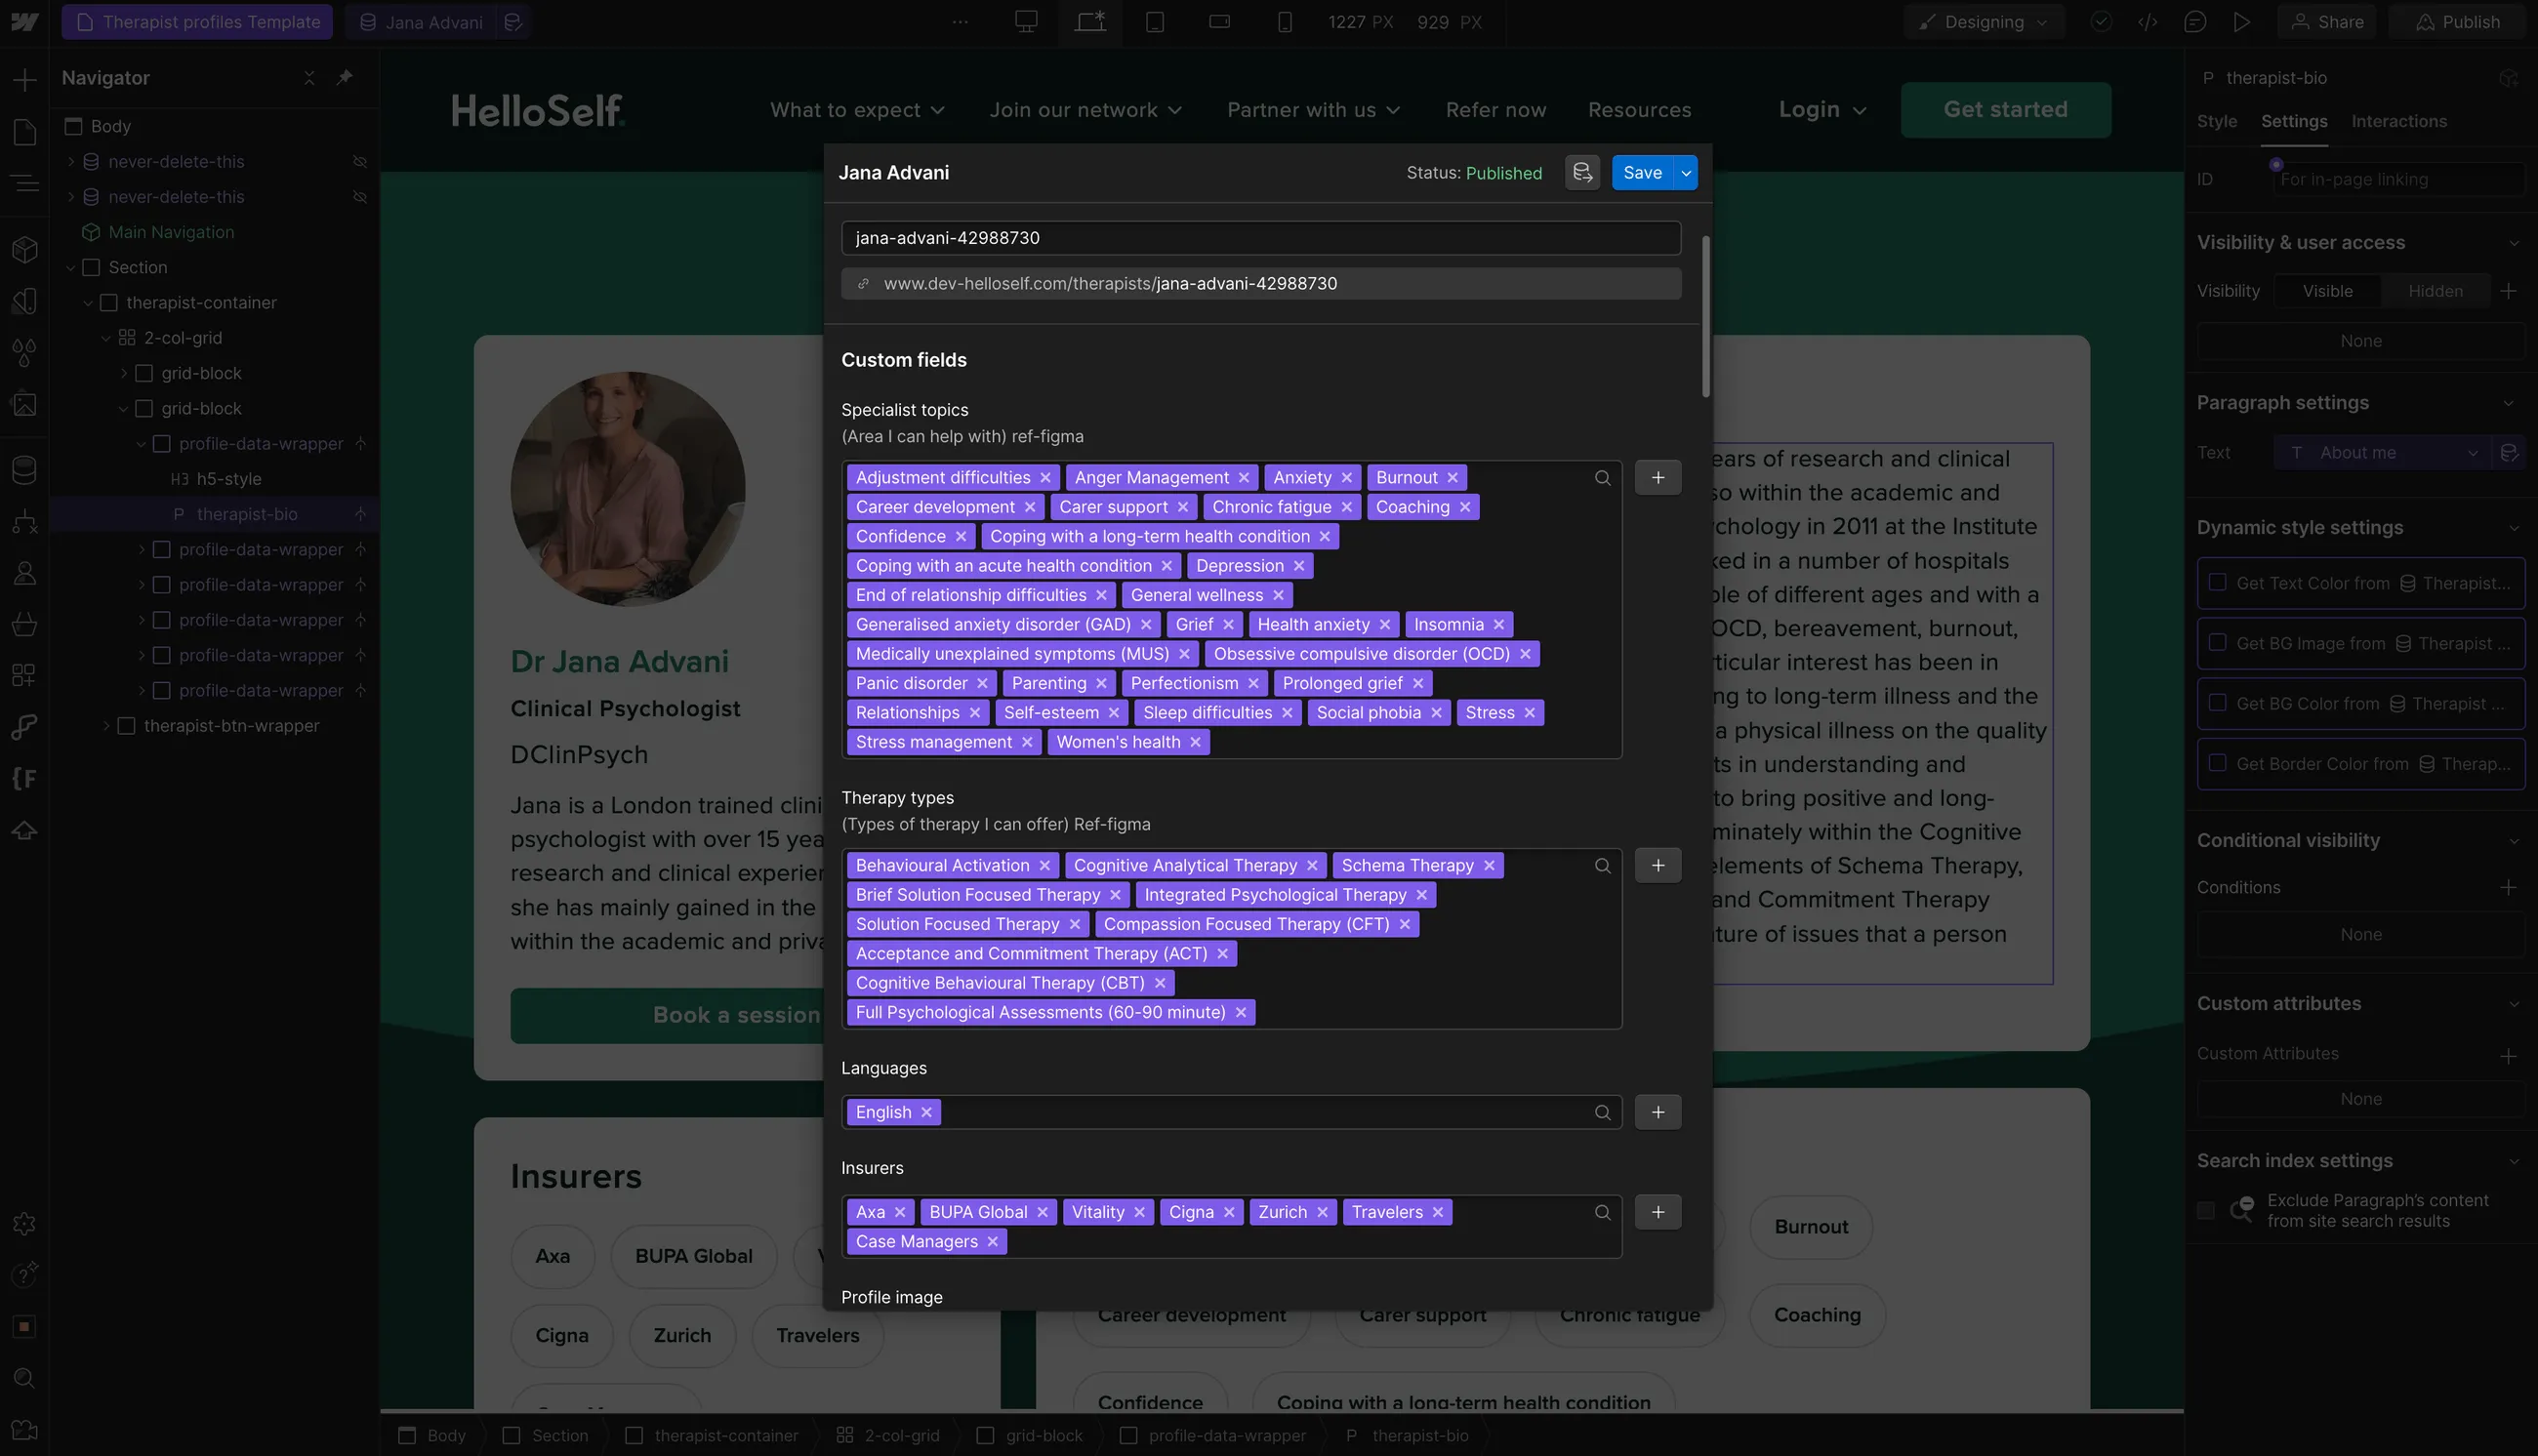 Therapist profiles Template
Jana Advani
1227 PX 929 PX
Designing
Share
Publish
Navigator
Body
never-delete-this
never-delete-this
Main Navigation
Section
therapist-container
2-col-grid
grid-block
grid-block
profile-data-wrapper
H3 h5-style
P therapist-bio
profile-data-wrapper
profile-data-wrapper
profile-data-wrapper
profile-data-wrapper
profile-data-wrapper
therapist-btn-wrapper
HelloSelf.
What to expect
Join our network
Partner with us
Refer now
Resources
Login
Get started
Dr Jana Advani
Clinical Psychologist
DClinPsych
Jana is a London trained clini
psychologist with over 15 yea
research and clinical experien
she has mainly gained in the
within the academic and priva
Book a session
Insurers
Axa
BUPA Global
Cigna
Zurich
Travelers
Jana Advani
Status: Published
Save
jana-advani-42988730
www.dev-helloself.com/therapists/jana-advani-42988730
Custom fields
Specialist topics
(Area I can help with) ref-figma
Adjustment difficulties Anger Management Anxiety Burnout
Career development Carer support Chronic fatigue Coaching
Confidence Coping with a long-term health condition
Coping with an acute health condition Depression
End of relationship difficulties General wellness
Generalised anxiety disorder (GAD) Grief Health anxiety Insomnia
Medically unexplained symptoms (MUS) Obsessive compulsive disorder (OCD)
Panic disorder Parenting Perfectionism Prolonged grief
Relationships Self-esteem Sleep difficulties Social phobia Stress
Stress management Women's health
Therapy types
(Types of therapy I can offer) Ref-figma
Behavioural Activation Cognitive Analytical Therapy Schema Therapy
Brief Solution Focused Therapy Integrated Psychological Therapy
Solution Focused Therapy Compassion Focused Therapy (CFT)
Acceptance and Commitment Therapy (ACT)
Cognitive Behavioural Therapy (CBT)
Full Psychological Assessments (60-90 minute)
Languages
English
Insurers
Axa BUPA Global Vitality Cigna Zurich Travelers
Case Managers
Profile image
ears of research and clinical
so within the academic and
ychology in 2011 at the Institute
ked in a number of hospitals
ple of different ages and with a
OCD, bereavement, burnout,
rticular interest has been in
ng to long-term illness and the
a physical illness on the quality
ts in understanding and
to bring positive and long-
minately within the Cognitive
elements of Schema Therapy,
and Commitment Therapy
ature of issues that a person
Burnout
Career development
Carer support
Chronic fatigue
Coaching
Confidence
Coping with a long-term health condition
P therapist-bio
Style
Settings
Interactions
ID
For in-page linking
Visibility & user access
Visibility
Visible
Hidden
None
Paragraph settings
Text
T About me
Dynamic style settings
Get Text Color from Therapist...
Get BG Image from Therapist ...
Get BG Color from Therapist ...
Get Border Color from Therap...
Conditional visibility
Conditions
None
Custom attributes
Custom Attributes
None
Search index settings
Exclude Paragraph's content
from site search results
Body
Section
therapist-container
2-col-grid
grid-block
profile-data-wrapper
P therapist-bio